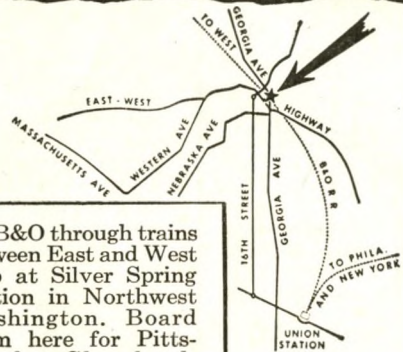 GEORGIA AVE
TO WEST
EAST-WEST
HIGHWAY
MASSACHUSETTS AVE
WESTERN AVE
NEBRASKA AVE
B&O R R
16TH STREET
GEORGIA AVE
TO PHILA.
AND NEW YORK
UNION
STATION
B&O through trains
ween East and West
at Silver Spring
tion in Northwest
shington. Board
m here for Pitts-